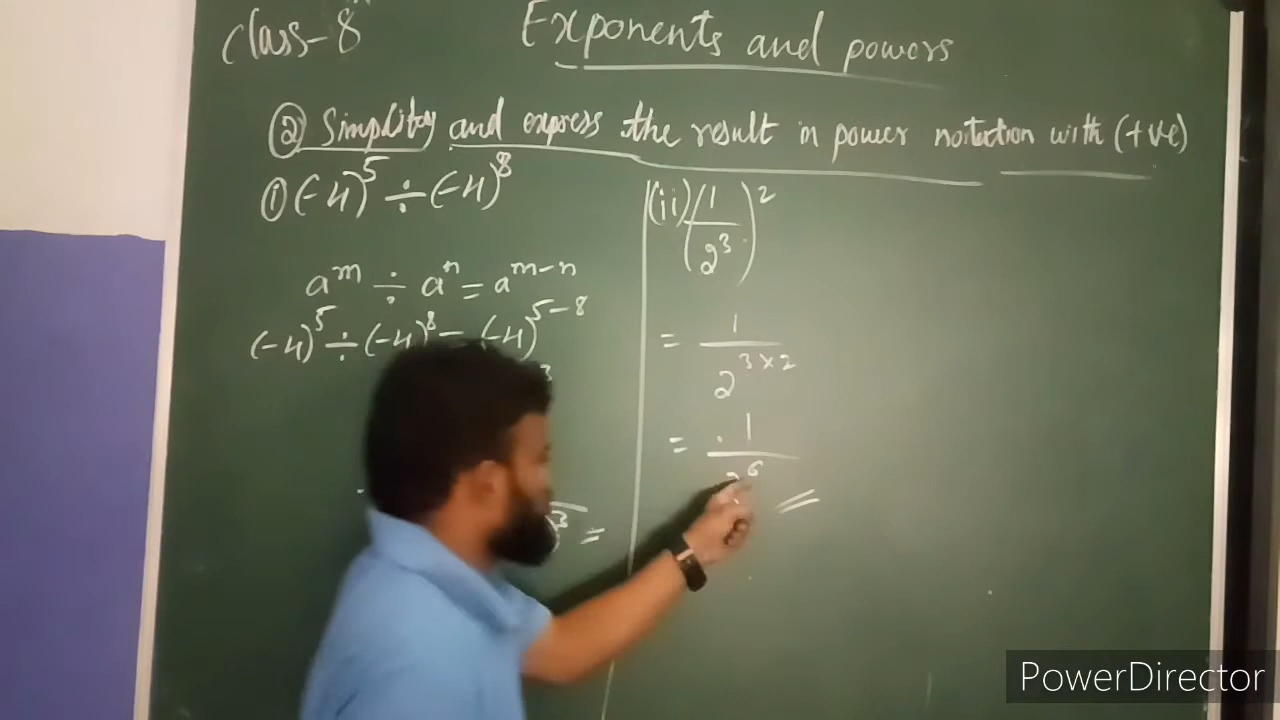 Class-8
Exponents and powers
② Simplify and express the result in power notation with (+ve)
① (-4)⁵ ÷ (-4)⁸
aᵐ ÷ aⁿ = aᵐ⁻ⁿ
(-4)⁵ ÷ (-4)⁸ = (-4)⁵⁻⁸
3
)³ =
(ii) (1/2³)²
= 1/2³ˣ²
= 1/2⁶
PowerDirector